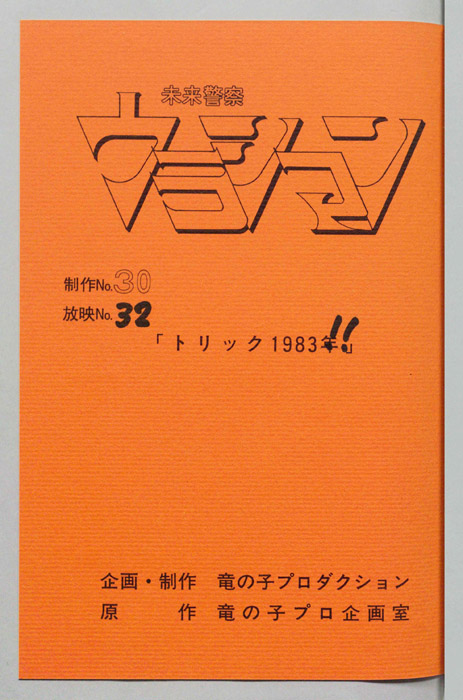 未来警察
ウラシマン
制作No.30
放映No.32
「トリック1983年!!」
企画・制作 竜の子プロダクション
原 作 竜の子プロ企画室